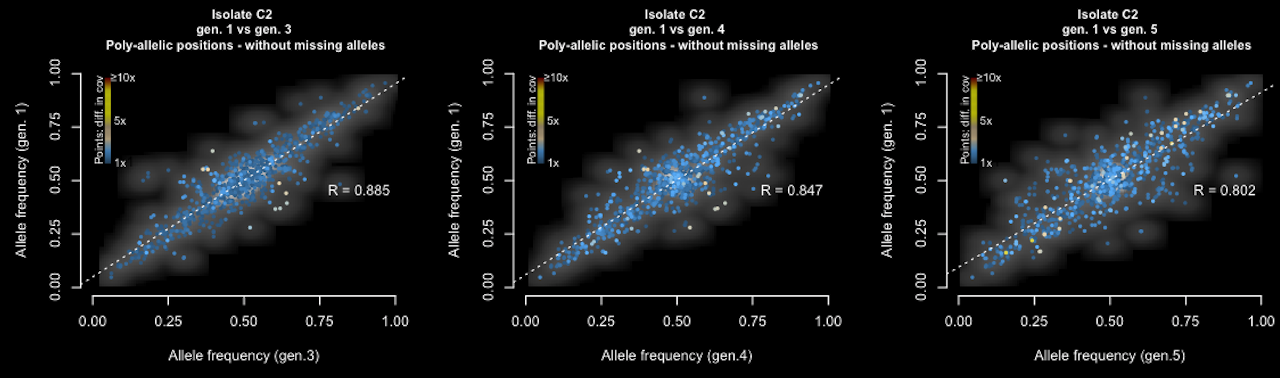 Isolate C2
gen. 1 vs gen. 3
Poly-allelic positions - without missing alleles
Allele frequency (gen. 1)
1.00
0.75
0.50
0.25
0.00
Points: diff. in cov
≥10x
5x
1x
R = 0.885
0.00 0.25 0.50 0.75 1.00
Allele frequency (gen.3)
Isolate C2
gen. 1 vs gen. 4
Poly-allelic positions - without missing alleles
Allele frequency (gen. 1)
1.00
0.75
0.50
0.25
0.00
Points: diff. in cov
≥10x
5x
1x
R = 0.847
0.00 0.25 0.50 0.75 1.00
Allele frequency (gen.4)
Isolate C2
gen. 1 vs gen. 5
Poly-allelic positions - without missing alleles
Allele frequency (gen. 1)
1.00
0.75
0.50
0.25
0.00
Points: diff. in cov
≥10x
5x
1x
R = 0.802
0.00 0.25 0.50 0.75 1.00
Allele frequency (gen.5)